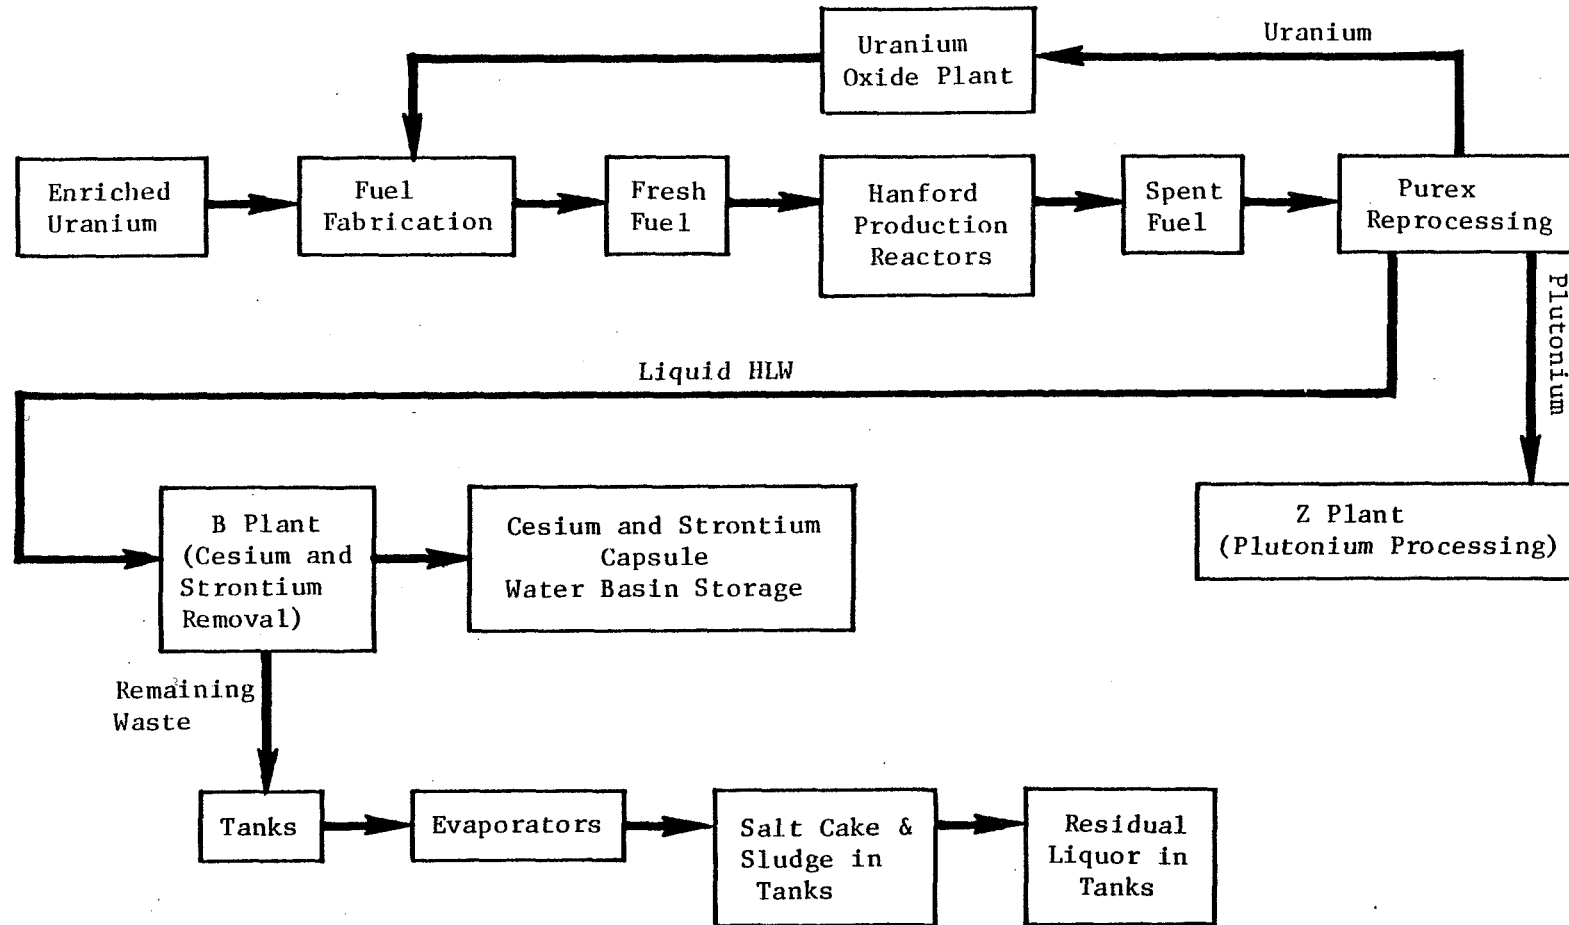 Uranium
Oxide Plant
Uranium
Enriched
Uranium
Fuel
Fabrication
Fresh
Fuel
Hanford
Production
Reactors
Spent
Fuel
Purex
Reprocessing
Plutonium
Liquid HLW
B Plant
(Cesium and
Strontium
Removal)
Cesium and Strontium
Capsule
Water Basin Storage
Z Plant
(Plutonium Processing)
Remaining
Waste
Tanks
Evaporators
Salt Cake &
Sludge in
Tanks
Residual
Liquor in
Tanks